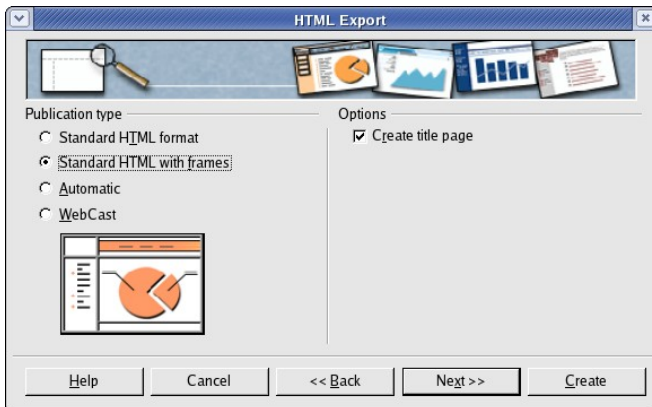 HTML Export
Publication type
Standard HTML format
Standard HTML with frames
Automatic
WebCast
Options
Create title page
Help
Cancel
<< Back
Next >>
Create